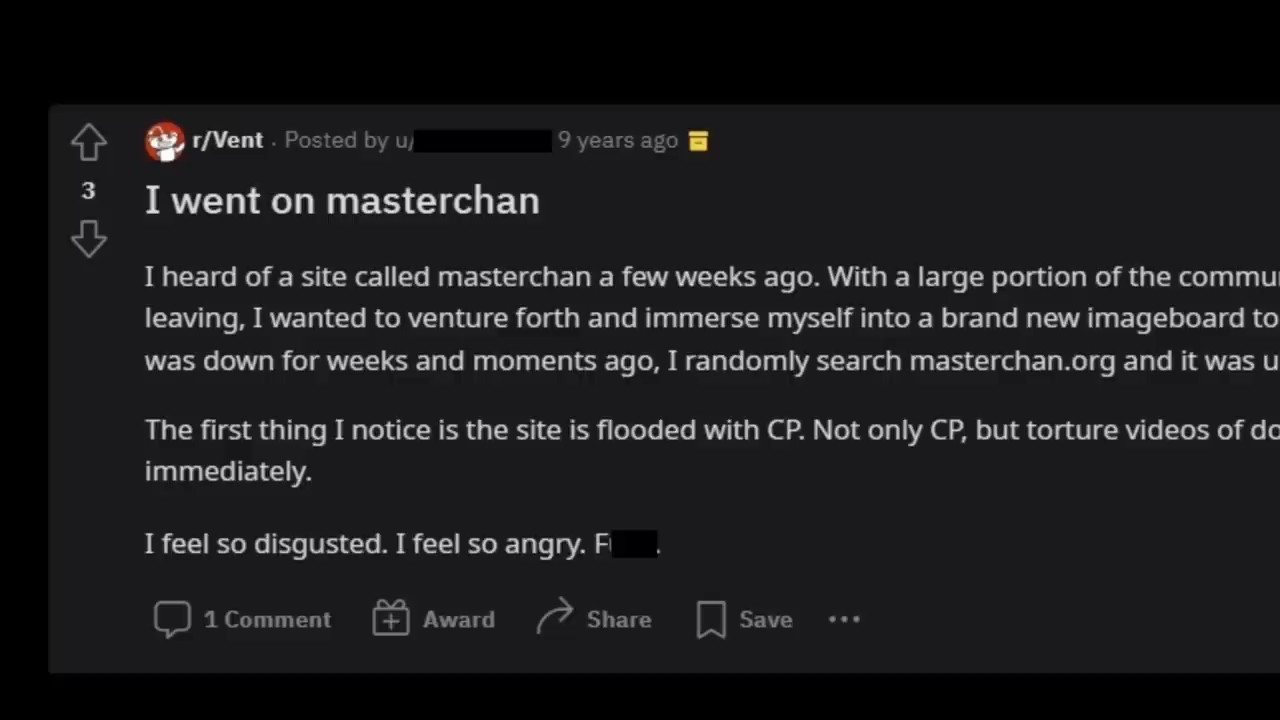 r/Vent · Posted by u/ 9 years ago
3
I went on masterchan
I heard of a site called masterchan a few weeks ago. With a large portion of the commu
leaving, I wanted to venture forth and immerse myself into a brand new imageboard to
was down for weeks and moments ago, I randomly search masterchan.org and it was u
The first thing I notice is the site is flooded with CP. Not only CP, but torture videos of do
immediately.
I feel so disgusted. I feel so angry. F .
1 Comment Award Share Save ···